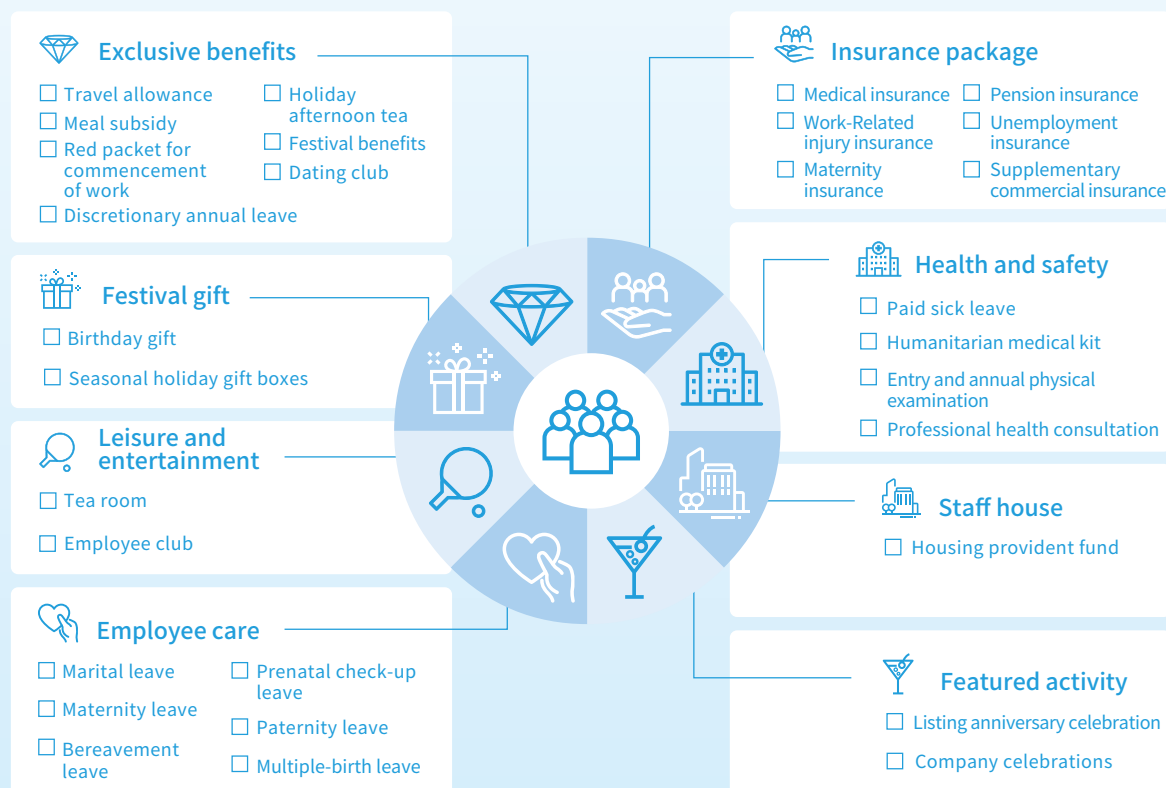 Exclusive benefits
Travel allowance
Meal subsidy
Red packet for
commencement
of work
Discretionary annual leave
Holiday
afternoon tea
Festival benefits
Dating club
Festival gift
Birthday gift
Seasonal holiday gift boxes
Leisure and
entertainment
Tea room
Employee club
Employee care
Marital leave
Maternity leave
Bereavement
leave
Prenatal check-up
leave
Paternity leave
Multiple-birth leave
Insurance package
Medical insurance
Work-Related
injury insurance
Maternity
insurance
Pension insurance
Unemployment
insurance
Supplementary
commercial insurance
Health and safety
Paid sick leave
Humanitarian medical kit
Entry and annual physical
examination
Professional health consultation
Staff house
Housing provident fund
Featured activity
Listing anniversary celebration
Company celebrations